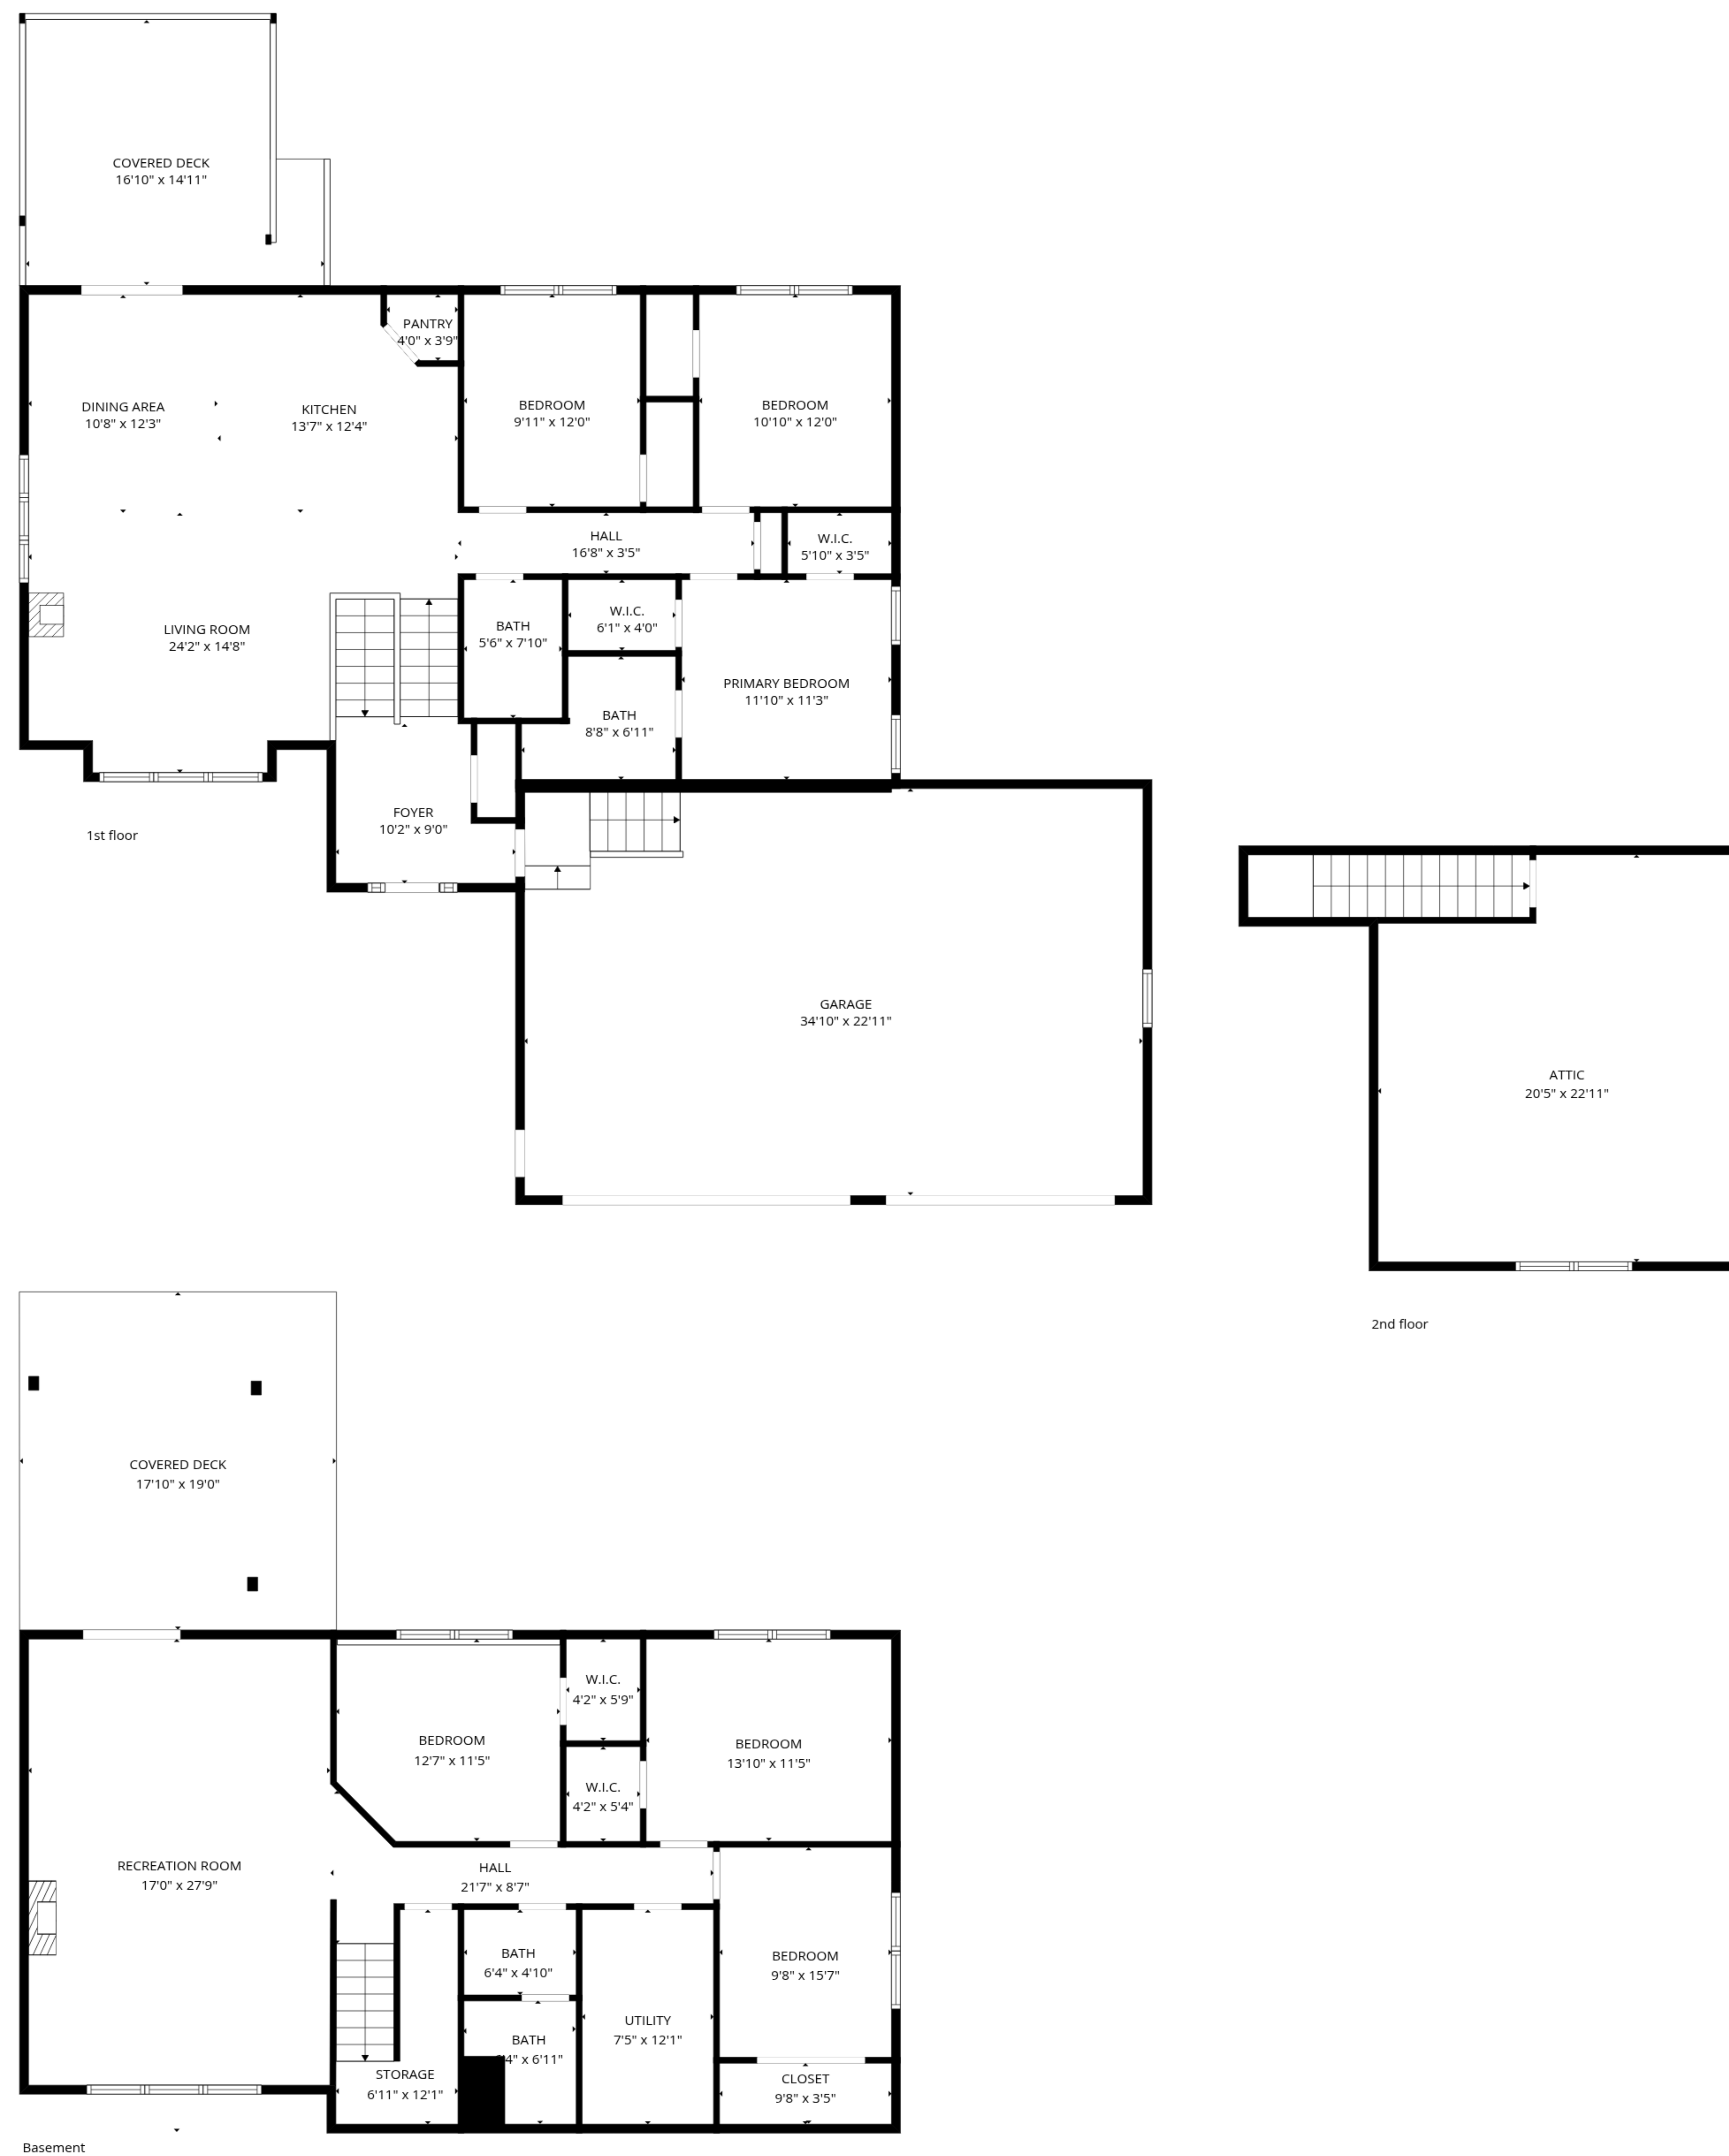 COVERED DECK
16'10" x 14'11"
PANTRY
4'0" x 3'9"
DINING AREA
10'8" x 12'3"
KITCHEN
13'7" x 12'4"
BEDROOM
9'11" x 12'0"
BEDROOM
10'10" x 12'0"
HALL
16'8" x 3'5"
W.I.C.
5'10" x 3'5"
LIVING ROOM
24'2" x 14'8"
BATH
5'6" x 7'10"
W.I.C.
6'1" x 4'0"
PRIMARY BEDROOM
11'10" x 11'3"
BATH
8'8" x 6'11"
FOYER
10'2" x 9'0"
1st floor
GARAGE
34'10" x 22'11"
ATTIC
20'5" x 22'11"
2nd floor
COVERED DECK
17'10" x 19'0"
W.I.C.
4'2" x 5'9"
BEDROOM
12'7" x 11'5"
BEDROOM
13'10" x 11'5"
W.I.C.
4'2" x 5'4"
RECREATION ROOM
17'0" x 27'9"
HALL
21'7" x 8'7"
BATH
6'4" x 4'10"
BEDROOM
9'8" x 15'7"
UTILITY
7'5" x 12'1"
BATH
4" x 6'11"
STORAGE
6'11" x 12'1"
CLOSET
9'8" x 3'5"
Basement